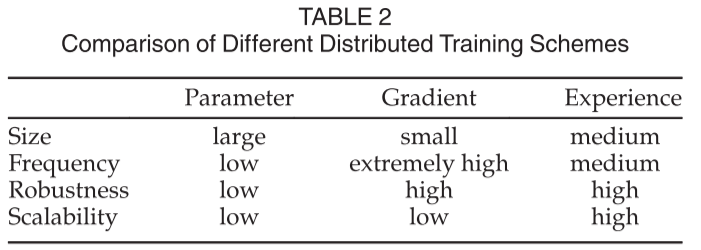 TABLE 2
Comparison of Different Distributed Training Schemes
Parameter Gradient Experience
Size large small medium
Frequency low extremely high medium
Robustness low high high
Scalability low low high